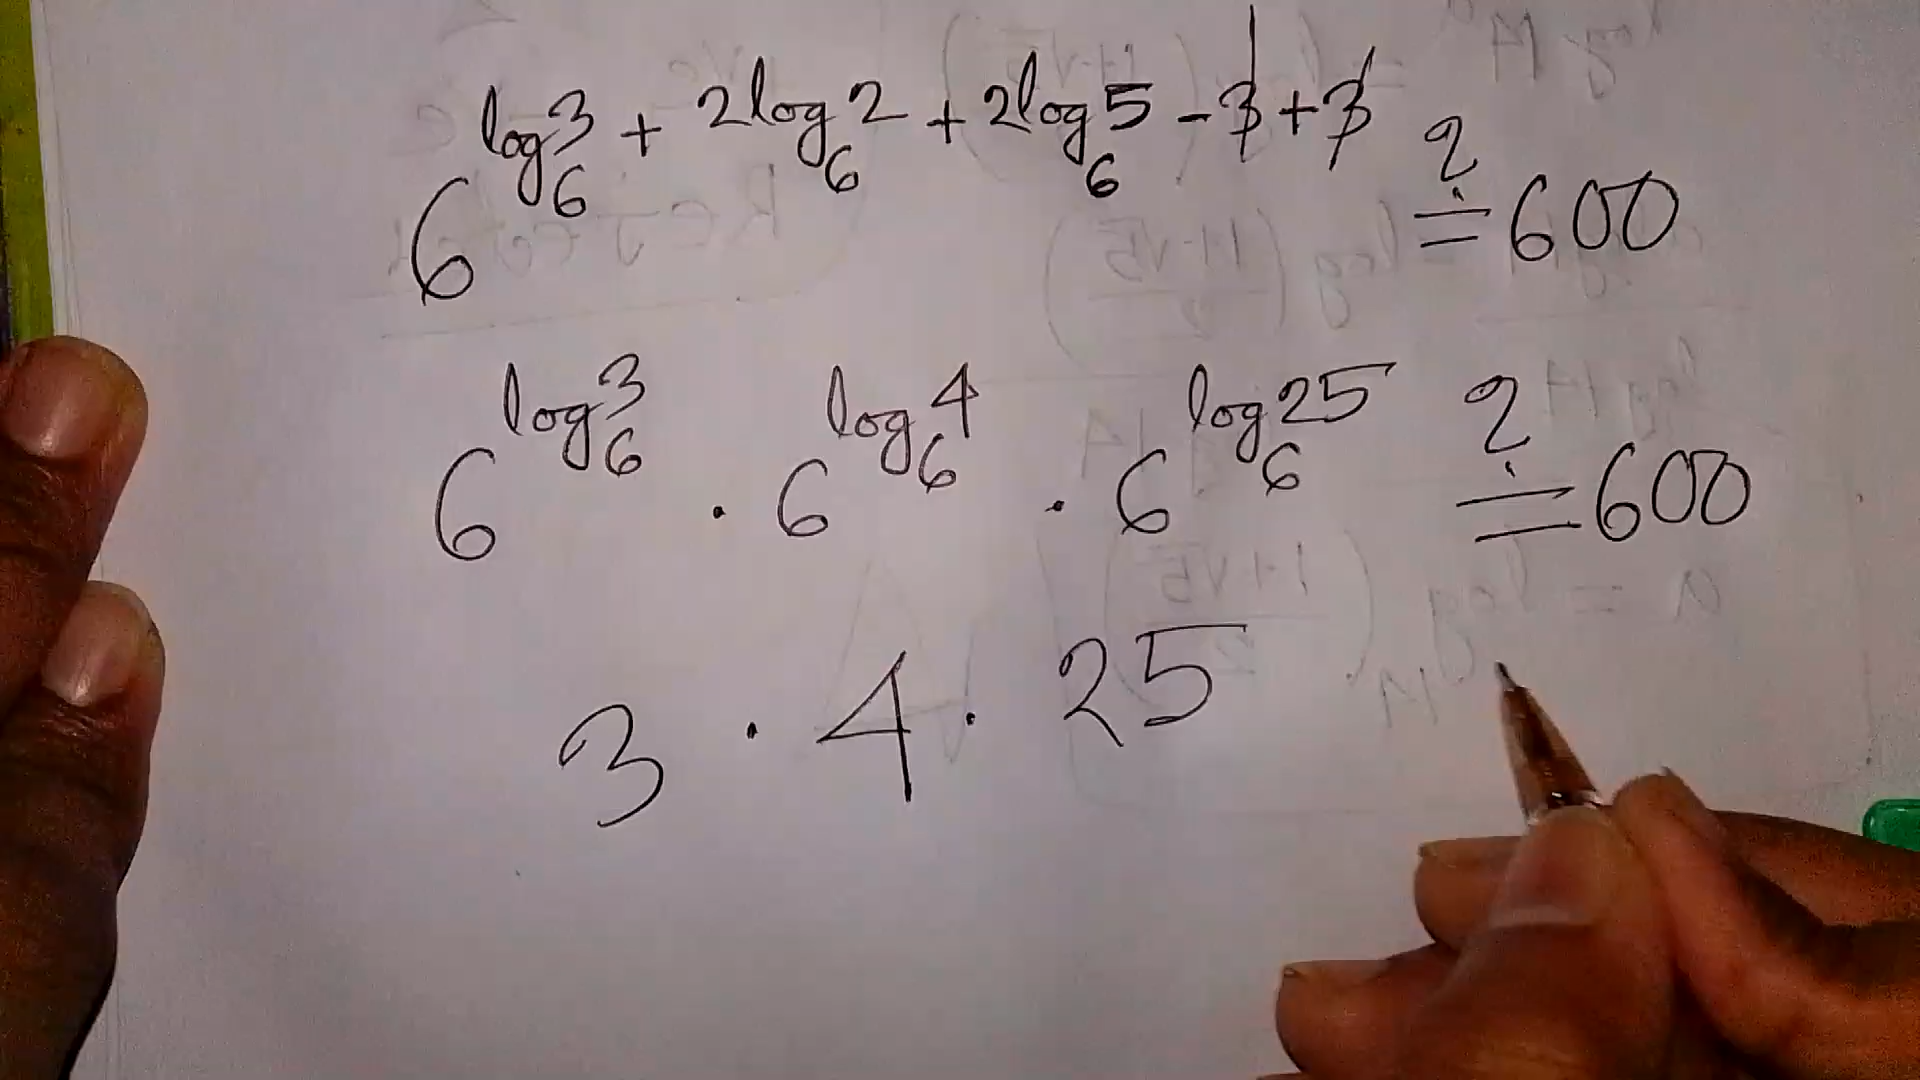 6^(log_6 3 + 2log_6 2 + 2log_6 5 - 3 + 3) ?= 600
6^(log_6 3) · 6^(log_6 4) · 6^(log_6 25) ?= 600
3 · 4 · 25